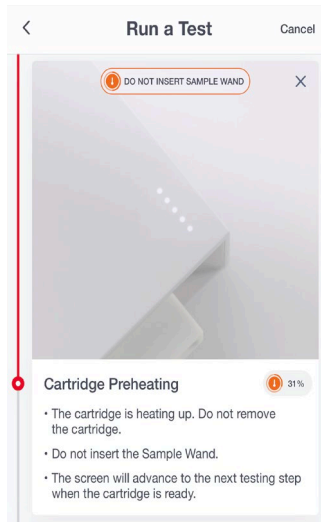 Run a Test
Cancel
DO NOT INSERT SAMPLE WAND
Cartridge Preheating
31%
• The cartridge is heating up. Do not remove
the cartridge.
• Do not insert the Sample Wand.
• The screen will advance to the next testing step
when the cartridge is ready.